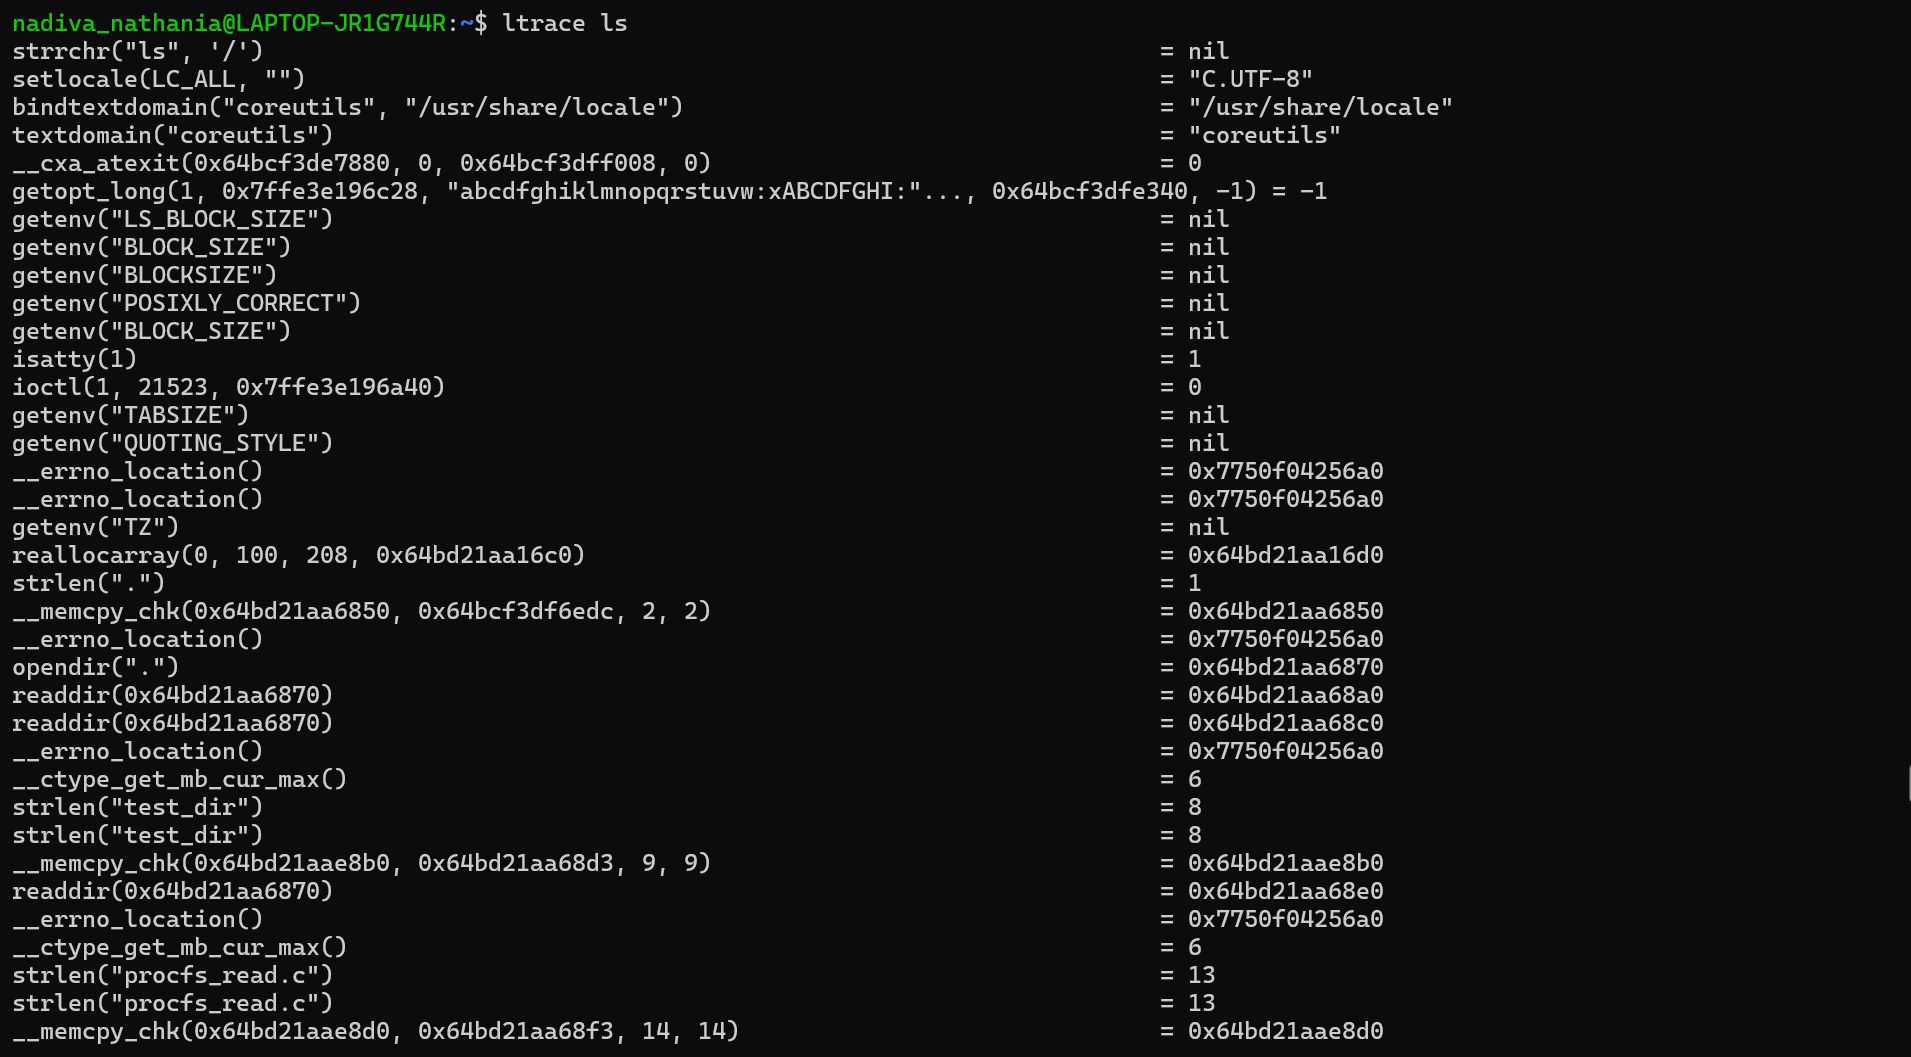 nadiva_nathania@LAPTOP-JR1G744R:~$ ltrace ls
strrchr("ls", '/') = nil
setlocale(LC_ALL, "") = "C.UTF-8"
bindtextdomain("coreutils", "/usr/share/locale") = "/usr/share/locale"
textdomain("coreutils") = "coreutils"
__cxa_atexit(0x64bcf3de7880, 0, 0x64bcf3dff008, 0) = 0
getopt_long(1, 0x7ffe3e196c28, "abcdfghiklmnopqrstuvw:xABCDFGHI:"..., 0x64bcf3dfe340, -1) = -1
getenv("LS_BLOCK_SIZE") = nil
getenv("BLOCK_SIZE") = nil
getenv("BLOCKSIZE") = nil
getenv("POSIXLY_CORRECT") = nil
getenv("BLOCK_SIZE") = nil
isatty(1) = 1
ioctl(1, 21523, 0x7ffe3e196a40) = 0
getenv("TABSIZE") = nil
getenv("QUOTING_STYLE") = nil
__errno_location() = 0x7750f04256a0
__errno_location() = 0x7750f04256a0
getenv("TZ") = nil
reallocarray(0, 100, 208, 0x64bd21aa16c0) = 0x64bd21aa16d0
strlen(".") = 1
__memcpy_chk(0x64bd21aa6850, 0x64bcf3df6edc, 2, 2) = 0x64bd21aa6850
__errno_location() = 0x7750f04256a0
opendir(".") = 0x64bd21aa6870
readdir(0x64bd21aa6870) = 0x64bd21aa68a0
readdir(0x64bd21aa6870) = 0x64bd21aa68c0
__errno_location() = 0x7750f04256a0
__ctype_get_mb_cur_max() = 6
strlen("test_dir") = 8
strlen("test_dir") = 8
__memcpy_chk(0x64bd21aae8b0, 0x64bd21aa68d3, 9, 9) = 0x64bd21aae8b0
readdir(0x64bd21aa6870) = 0x64bd21aa68e0
__errno_location() = 0x7750f04256a0
__ctype_get_mb_cur_max() = 6
strlen("procfs_read.c") = 13
strlen("procfs_read.c") = 13
__memcpy_chk(0x64bd21aae8d0, 0x64bd21aa68f3, 14, 14) = 0x64bd21aae8d0